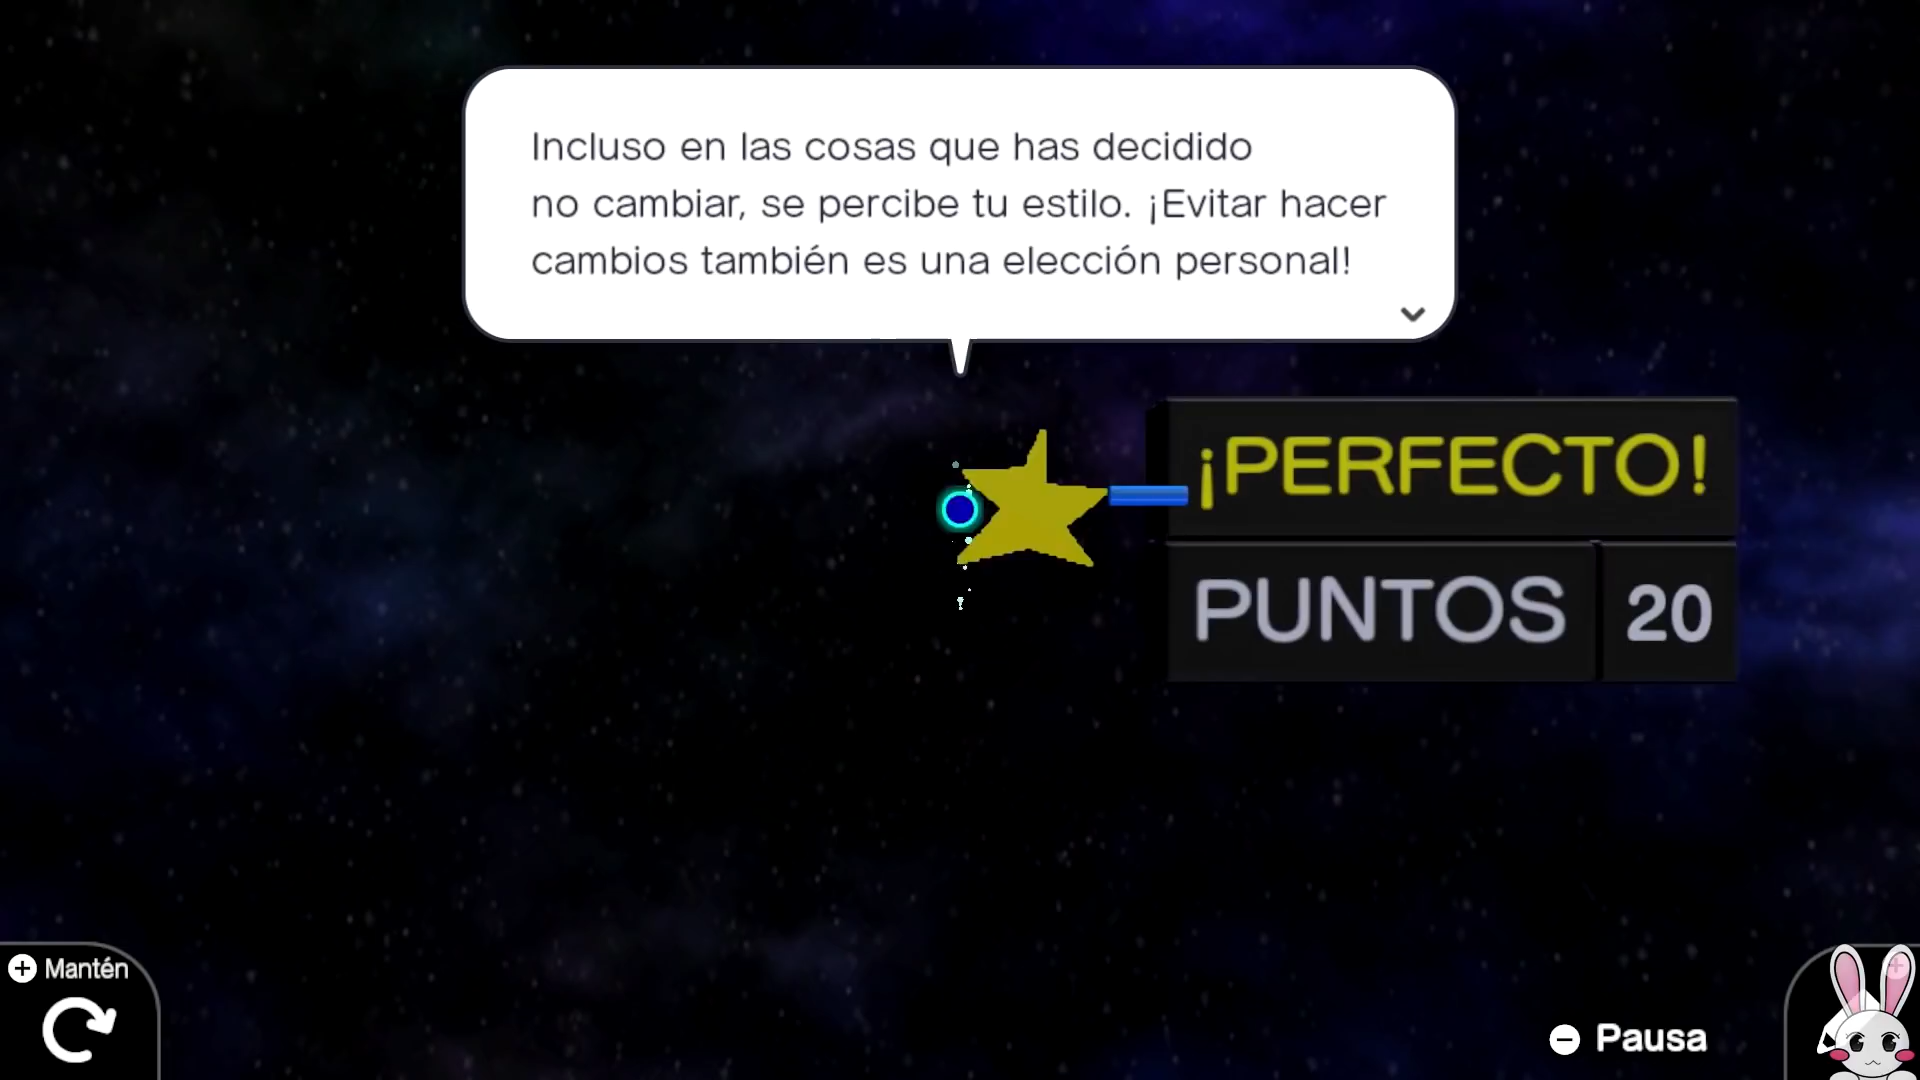 Incluso en las cosas que has decidido
no cambiar, se percibe tu estilo. ¡Evitar hacer
cambios también es una elección personal!
¡PERFECTO!
PUNTOS 20
Mantén
Pausa